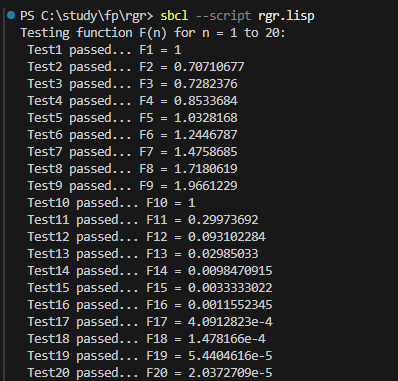 PS C:\study\fp\rgr> sbcl --script rgr.lisp
Testing function F(n) for n = 1 to 20:
Test1 passed... F1 = 1
Test2 passed... F2 = 0.70710677
Test3 passed... F3 = 0.7282376
Test4 passed... F4 = 0.8533684
Test5 passed... F5 = 1.0328168
Test6 passed... F6 = 1.2446787
Test7 passed... F7 = 1.4758685
Test8 passed... F8 = 1.7180619
Test9 passed... F9 = 1.9661229
Test10 passed... F10 = 1
Test11 passed... F11 = 0.29973692
Test12 passed... F12 = 0.093102284
Test13 passed... F13 = 0.02985033
Test14 passed... F14 = 0.0098470915
Test15 passed... F15 = 0.0033333022
Test16 passed... F16 = 0.0011552345
Test17 passed... F17 = 4.0912823e-4
Test18 passed... F18 = 1.478166e-4
Test19 passed... F19 = 5.4404616e-5
Test20 passed... F20 = 2.0372709e-5